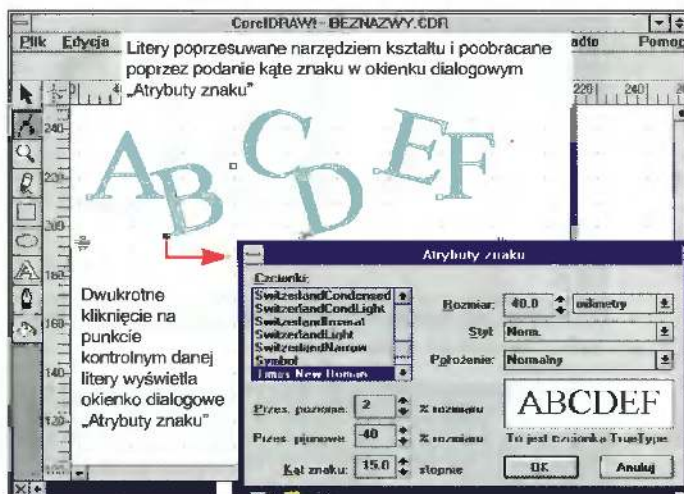 CorelDRAW! - BEZNAZWY.CDR
Plik Edycja
Pomoc
Litery poprzesuwane narzędziem kształtu i poobracane
poprzez podanie kąte znaku w okienku dialogowym
„Atrybuty znaku”
220 240
240
220
200
180
160
140
120
100
ABCDEF
Dwukrotne
kliknięcie na
punkcie
kontrolnym danej
litery wyświetla
okienko dialogowe
„Atrybuty znaku”
Atrybuty znaku
Czcionki:
SwitzerlandCondensed
SwitzerlandCondLight
SwitzerlandInserat
SwitzerlandLight
SwitzerlandNarrow
Symbol
Times New Roman
Rozmiar: 40.0 milimetry
Styl: Norm.
Położenie: Normalny
Przes. poziome: 2 % rozmiaru
Przes. pionowe: -40 % rozmiaru
Kąt znaku: 15.0 stopnie
ABCDEF
To jest czcionka TrueType.
OK Anuluj